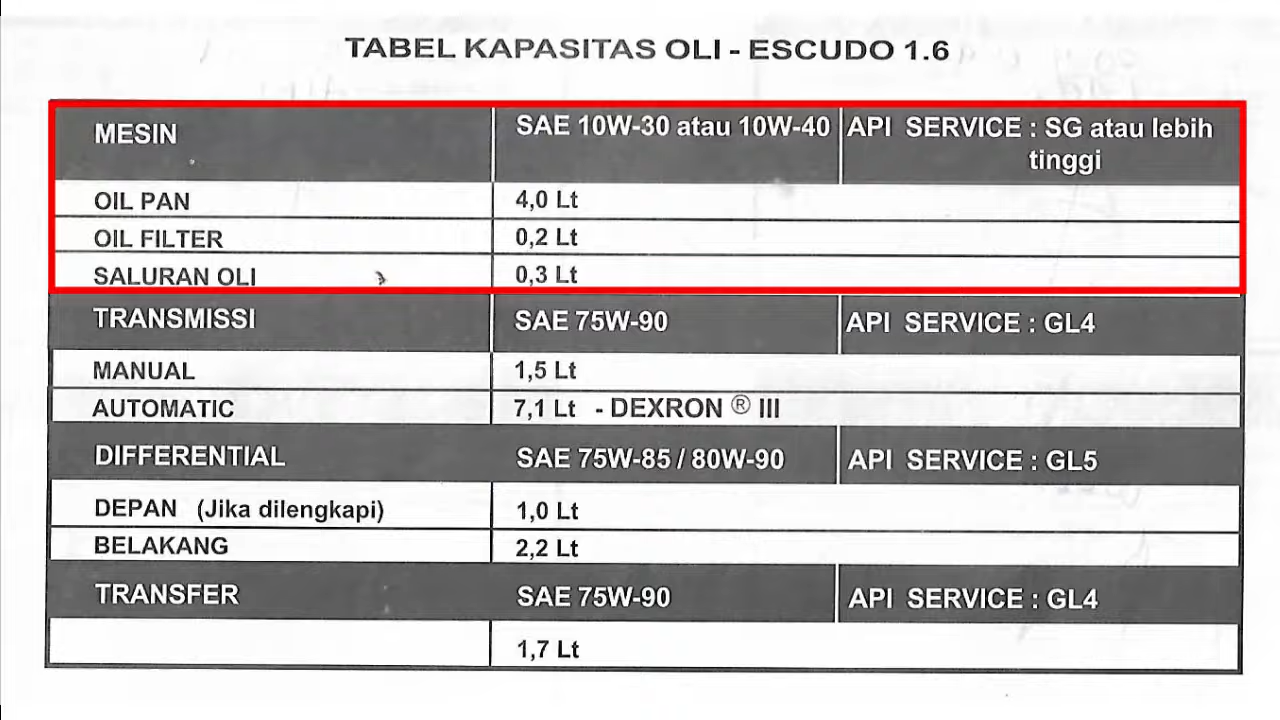 TABEL KAPASITAS OLI - ESCUDO 1.6
MESIN SAE 10W-30 atau 10W-40 API SERVICE : SG atau lebih
tinggi
OIL PAN 4,0 Lt
OIL FILTER 0,2 Lt
SALURAN OLI 0,3 Lt
TRANSMISSI SAE 75W-90 API SERVICE : GL4
MANUAL 1,5 Lt
AUTOMATIC 7,1 Lt - DEXRON ® III
DIFFERENTIAL SAE 75W-85 / 80W-90 API SERVICE : GL5
DEPAN (Jika dilengkapi) 1,0 Lt
BELAKANG 2,2 Lt
TRANSFER SAE 75W-90 API SERVICE : GL4
1,7 Lt